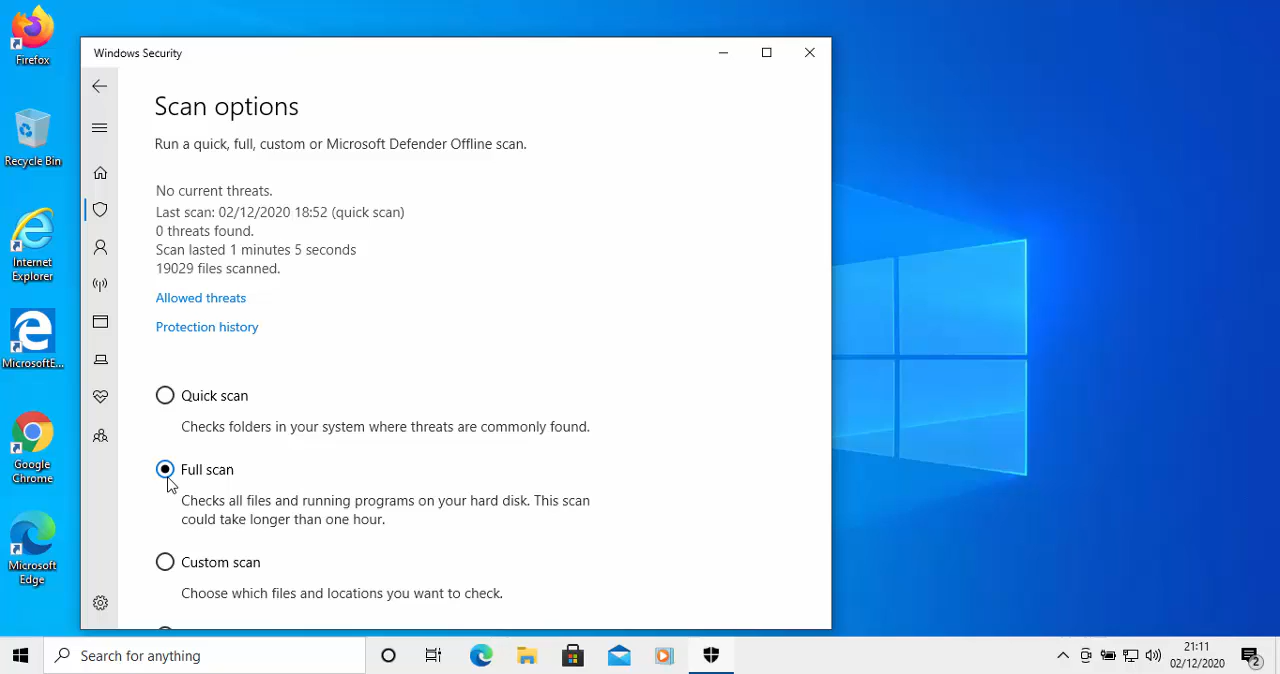 Firefox
Recycle Bin
Internet
Explorer
MicrosoftE...
Google
Chrome
Microsoft
Edge
Windows Security
Scan options
Run a quick, full, custom or Microsoft Defender Offline scan.
No current threats.
Last scan: 02/12/2020 18:52 (quick scan)
0 threats found.
Scan lasted 1 minutes 5 seconds
19029 files scanned.
Allowed threats
Protection history
Quick scan
Checks folders in your system where threats are commonly found.
Full scan
Checks all files and running programs on your hard disk. This scan
could take longer than one hour.
Custom scan
Choose which files and locations you want to check.
Search for anything
21:11
02/12/2020
2